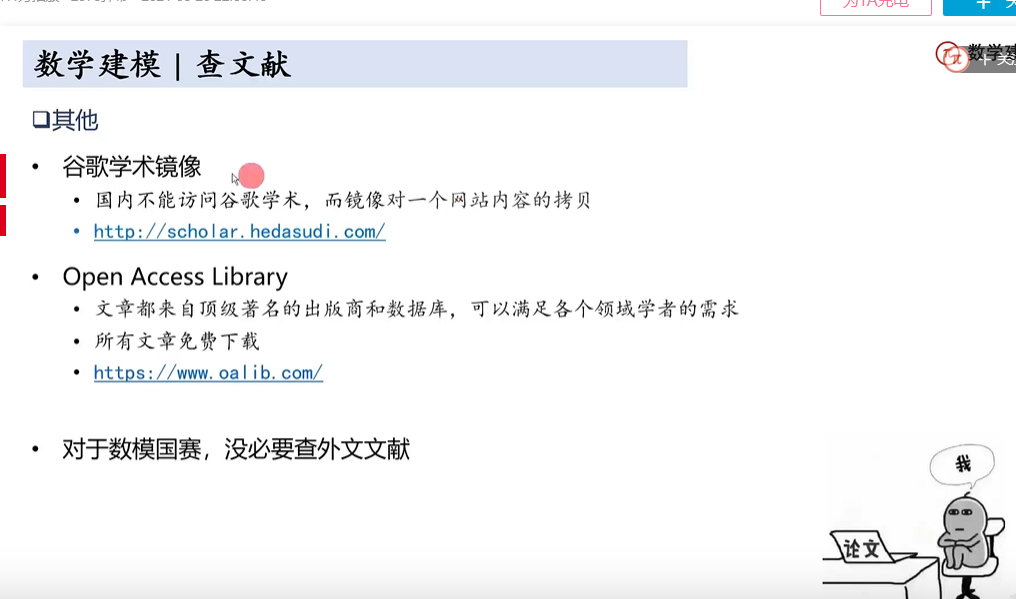 为TA充电
数学建模 | 查文献
数学建
+ 关
其他
谷歌学术镜像
国内不能访问谷歌学术，而镜像对一个网站内容的拷贝
http://scholar.hedasudi.com/
Open Access Library
文章都来自顶级著名的出版商和数据库，可以满足各个领域学者的需求
所有文章免费下载
https://www.oalib.com/
对于数模国赛，没必要查外文文献
我
论文